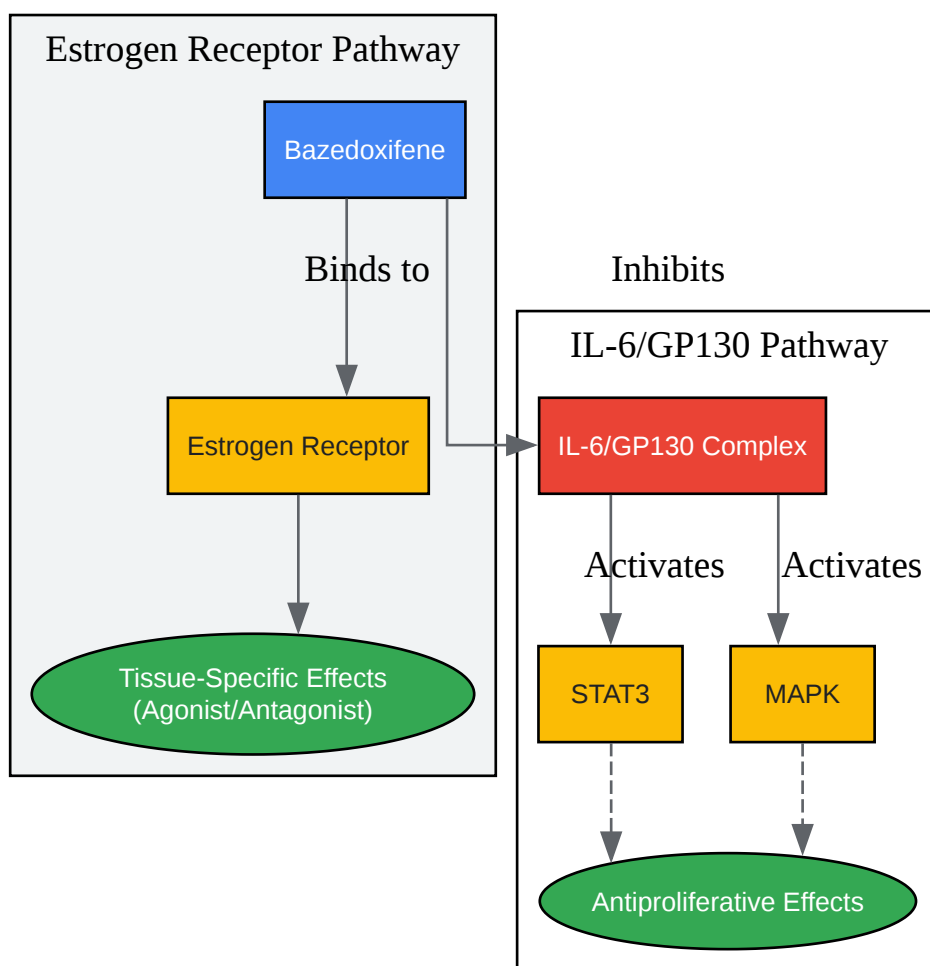 Estrogen Receptor Pathway
Bazedoxifene
Binds to
Inhibits
IL-6/GP130 Pathway
Estrogen Receptor
IL-6/GP130 Complex
Activates
Activates
Tissue-Specific Effects
(Agonist/Antagonist)
STAT3
MAPK
Antiproliferative Effects